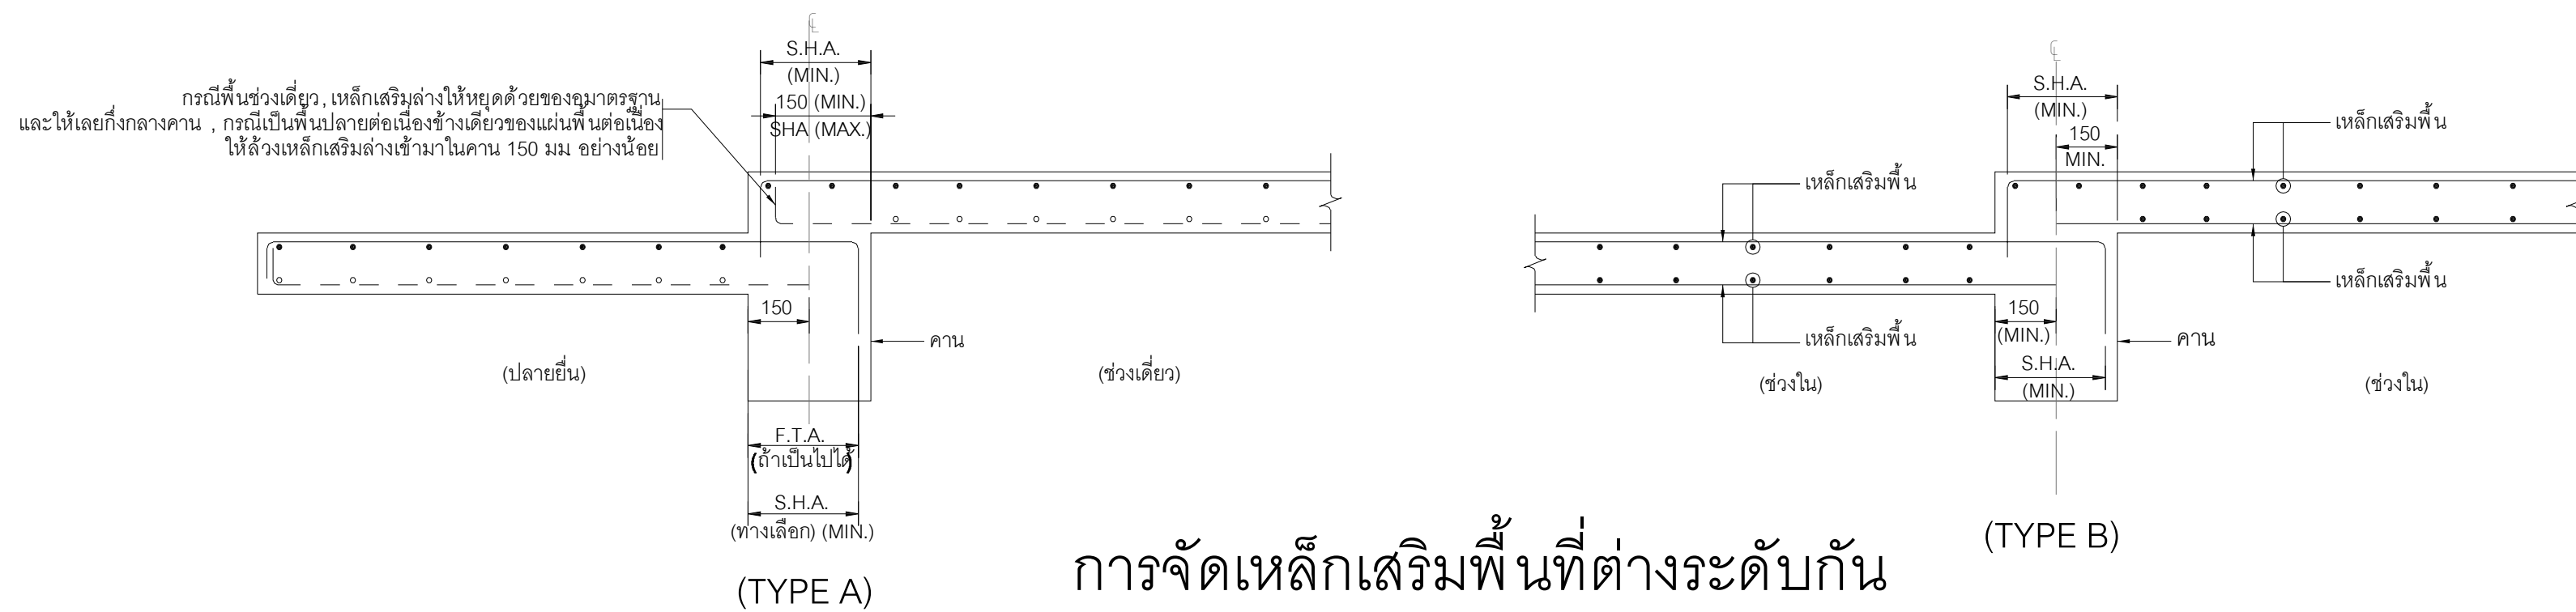 ℄
S.H.A.
(MIN.)
150 (MIN.)
SHA (MAX.)
กรณีพื้นช่วงเดี่ยว, เหล็กเสริมล่างให้หยุดด้วยของอมาตรฐาน
และให้เลยกึ่งกลางคาน , กรณีเป็นพื้นปลายต่อเนื่องข้างเดียวของแผ่นพื้นต่อเนื่อง
ให้ล้วงเหล็กเสริมล่างเข้ามาในคาน 150 มม. อย่างน้อย
150
คาน
(ปลายยื่น)
(ช่วงเดี่ยว)
F.T.A.
(ถ้าเป็นไปได้)
S.H.A.
(ทางเลือก) (MIN.)
(TYPE A)
℄
S.H.A.
(MIN.)
150
MIN.
เหล็กเสริมพื้น
เหล็กเสริมพื้น
เหล็กเสริมพื้น
เหล็กเสริมพื้น
150
(MIN.)
คาน
S.H.A.
(MIN.)
(ช่วงใน)
(ช่วงใน)
(TYPE B)
การจัดเหล็กเสริมพื้นที่ต่างระดับกัน